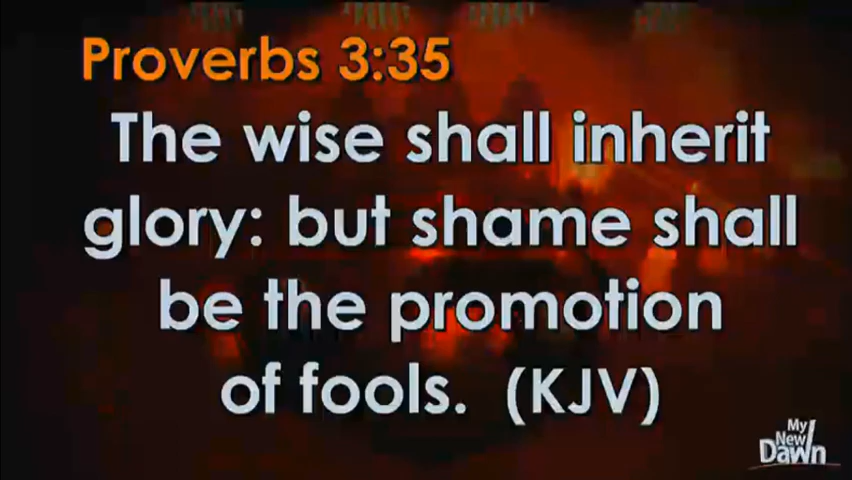 Proverbs 3:35
The wise shall inherit
glory: but shame shall
be the promotion
of fools. (KJV)
My
New
Dawn